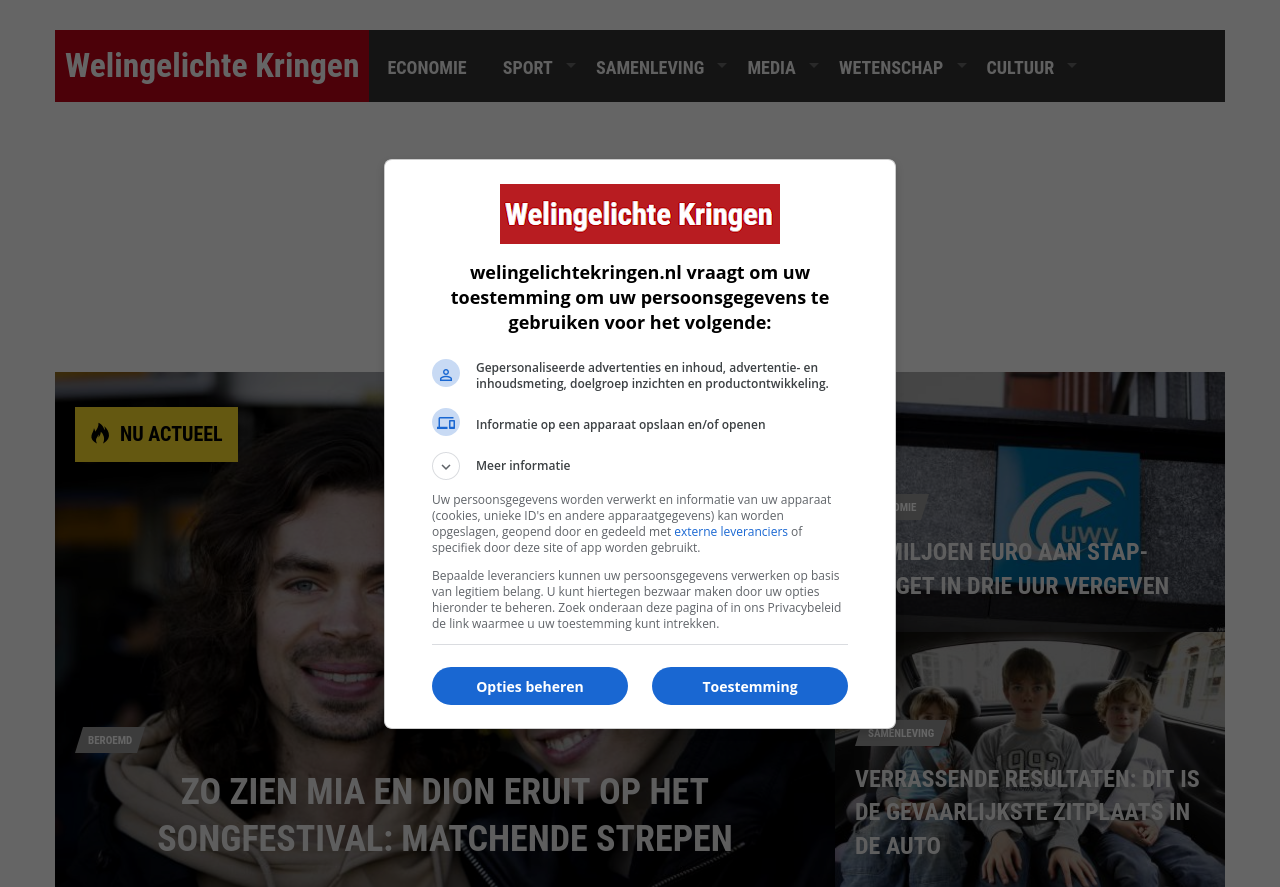 Welingelichte Kringen
ECONOMIE
SPORT
SAMENLEVING
MEDIA
WETENSCHAP
CULTUUR
Welingelichte Kringen
welingelichtekringen.nl vraagt om uw
toestemming om uw persoonsgegevens te
gebruiken voor het volgende:
Gepersonaliseerde advertenties en inhoud, advertentie- en
inhoudsmeting, doelgroep inzichten en productontwikkeling.
Informatie op een apparaat opslaan en/of openen
Meer informatie
Uw persoonsgegevens worden verwerkt en informatie van uw apparaat
(cookies, unieke ID's en andere apparaatgegevens) kan worden
opgeslagen, geopend door en gedeeld met externe leveranciers of
specifiek door deze site of app worden gebruikt.
Bepaalde leveranciers kunnen uw persoonsgegevens verwerken op basis
van legitiem belang. U kunt hiertegen bezwaar maken door uw opties
hieronder te beheren. Zoek onderaan deze pagina of in ons Privacybeleid
de link waarmee u uw toestemming kunt intrekken.
Opties beheren
Toestemming
NU ACTUEEL
BEROEMD
ZO ZIEN MIA EN DION ERUIT OP HET
SONGFESTIVAL: MATCHENDE STREPEN
uwv
MILJOEN EURO AAN STAP-
GET IN DRIE UUR VERGEVEN
1992
SAMENLEVING
VERRASSENDE RESULTATEN: DIT IS
DE GEVAARLIJKSTE ZITPLAATS IN
DE AUTO